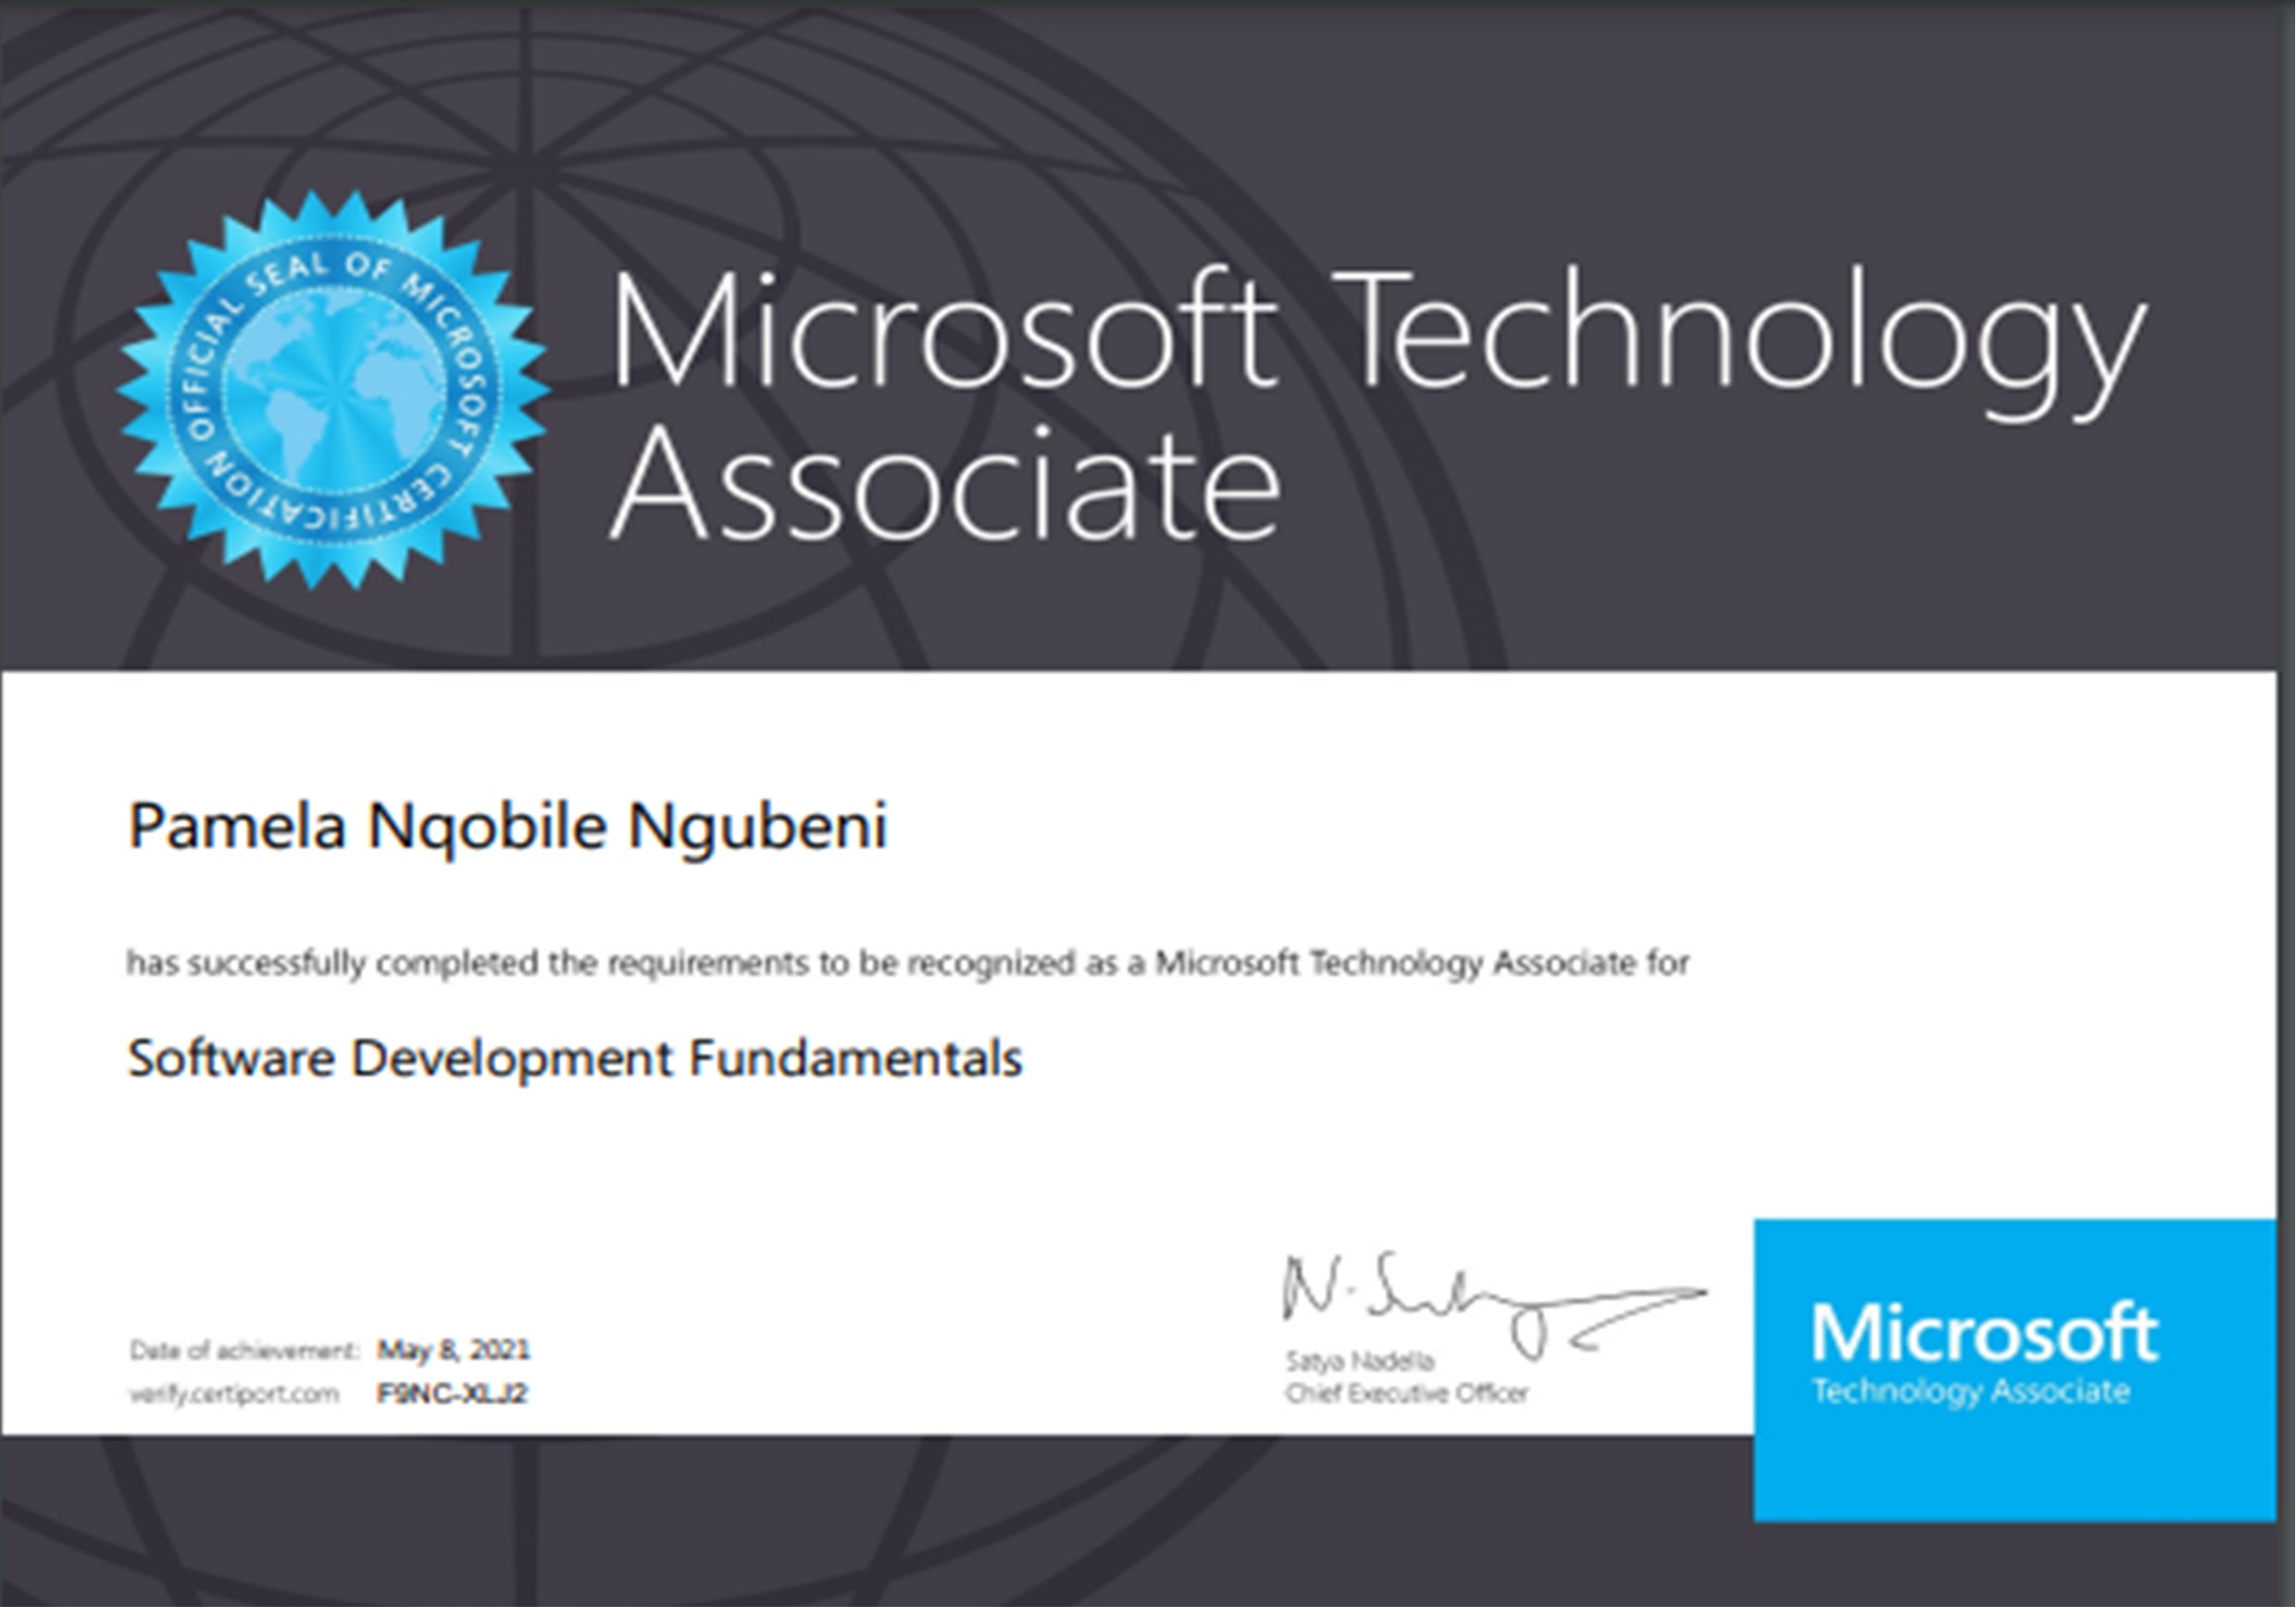 OFFICIAL SEAL OF MICROSOFT CERTIFICATION
Microsoft Technology
Associate
Pamela Nqobile Ngubeni
has successfully completed the requirements to be recognized as a Microsoft Technology Associate for
Software Development Fundamentals
N. Satya
Date of achievement: May 8, 2021
verify.certiport.com F9NC-XLJ2
Satya Nadella
Chief Executive Officer
Microsoft
Technology Associate